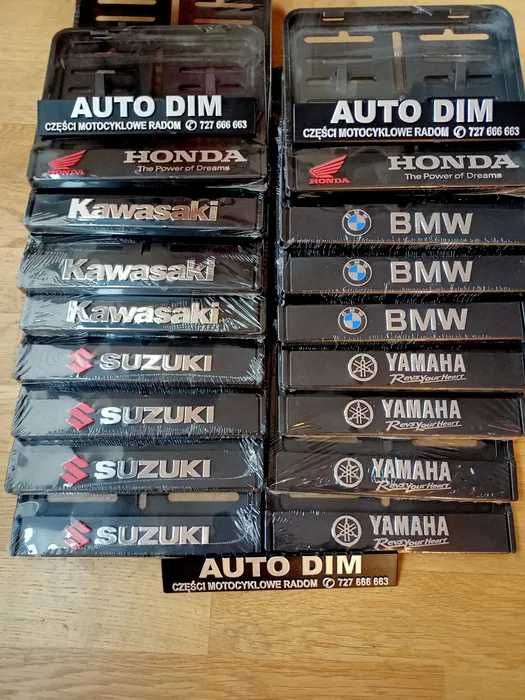 AUTO DIM
CZĘŚCI MOTOCYKLOWE RADOM ✆ 727 666 663
HONDA
HONDA
The Power of Dreams
Kawasaki
Kawasaki
Kawasaki
SUZUKI
SUZUKI
SUZUKI
SUZUKI
AUTO DIM
CZĘŚCI MOTOCYKLOWE RADOM ✆ 727 666 663
HONDA
HONDA
The Power of Dreams
BMW
BMW
BMW
YAMAHA
Revs Your Heart
YAMAHA
Revs Your Heart
YAMAHA
Revs Your Heart
YAMAHA
Revs Your Heart
AUTO DIM
CZĘŚCI MOTOCYKLOWE RADOM ✆ 727 666 663